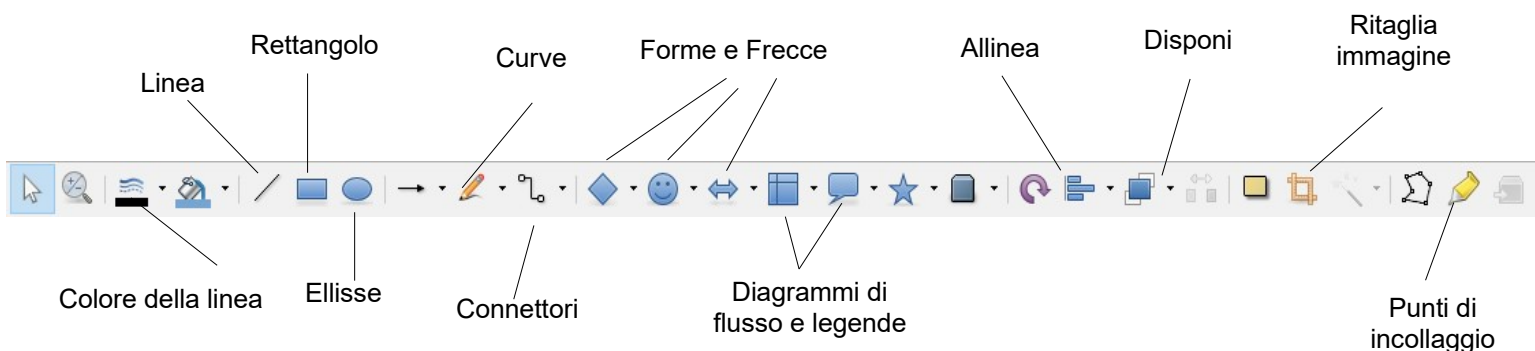 Linea
Rettangolo
Curve
Forme e Frecce
Allinea
Disponi
Ritaglia
immagine
Colore della linea
Ellisse
Connettori
Diagrammi di
flusso e legende
Punti di
incollaggio